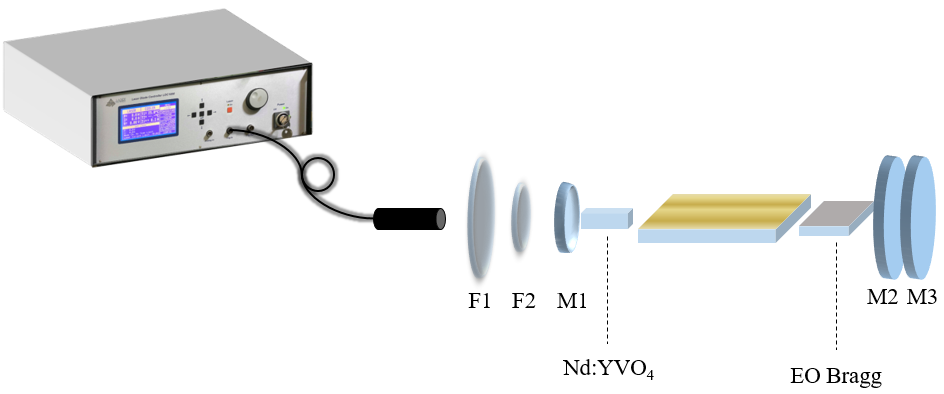 F1 F2 M1
M2 M3
Nd:YVO₄
EO Bragg